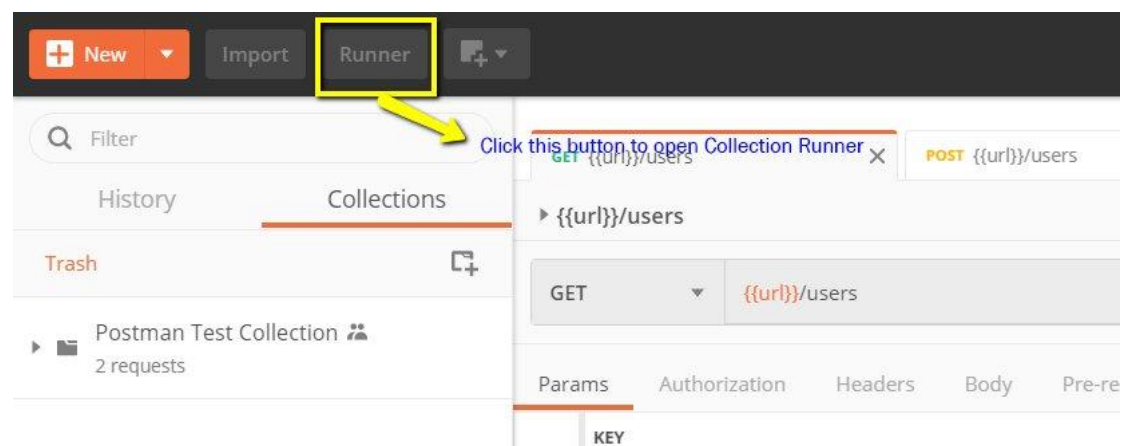 New Import Runner
Filter
Click this button to open Collection Runner
GET {{url}}/users POST {{url}}/users
History Collections
{{url}}/users
Trash
GET {{url}}/users
Postman Test Collection
2 requests
Params Authorization Headers Body Pre-re
KEY